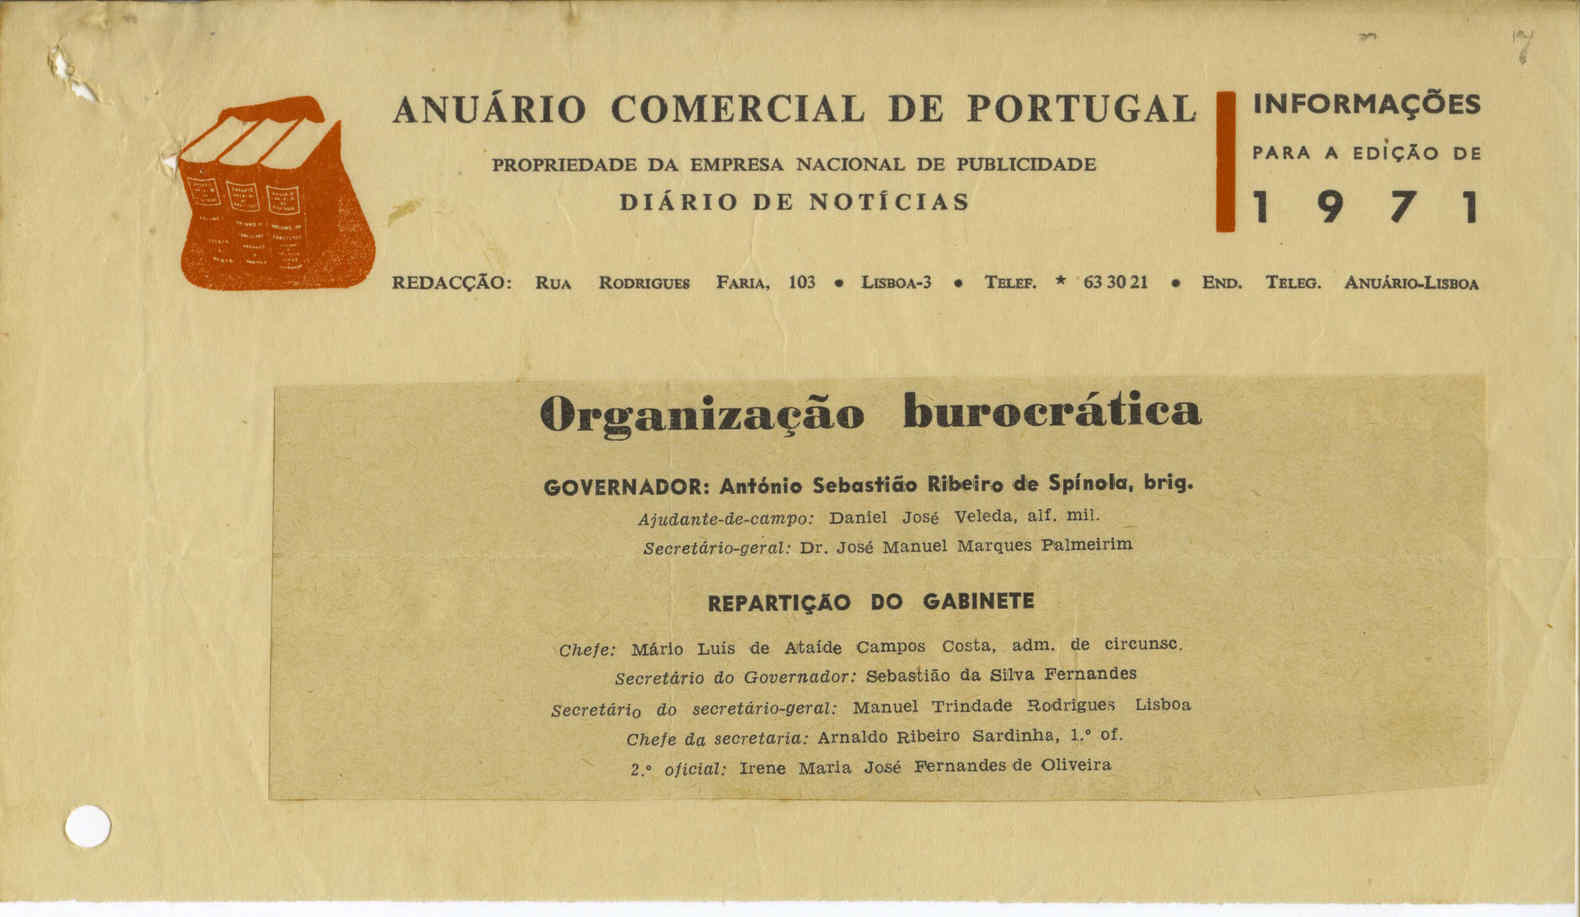 ANUÁRIO COMERCIAL DE PORTUGAL
PROPRIEDADE DA EMPRESA NACIONAL DE PUBLICIDADE
DIÁRIO DE NOTÍCIAS
INFORMAÇÕES
PARA A EDIÇÃO DE
1971
REDACÇÃO: RUA RODRIGUES FARIA, 103 • LISBOA-3 • TELEF. * 63 30 21 • END. TELEG. ANUÁRIO-LISBOA
Organização burocrática
GOVERNADOR: António Sebastião Ribeiro de Spínola, brig.
Ajudante-de-campo: Daniel José Veleda, alf. mil.
Secretário-geral: Dr. José Manuel Marques Palmeirim
REPARTIÇÃO DO GABINETE
Chefe: Mário Luís de Ataíde Campos Costa, adm. de circunsc.
Secretário do Governador: Sebastião da Silva Fernandes
Secretário do secretário-geral: Manuel Trindade Rodrigues Lisboa
Chefe da secretaria: Arnaldo Ribeiro Sardinha, 1.º of.
2.º oficial: Irene Maria José Fernandes de Oliveira